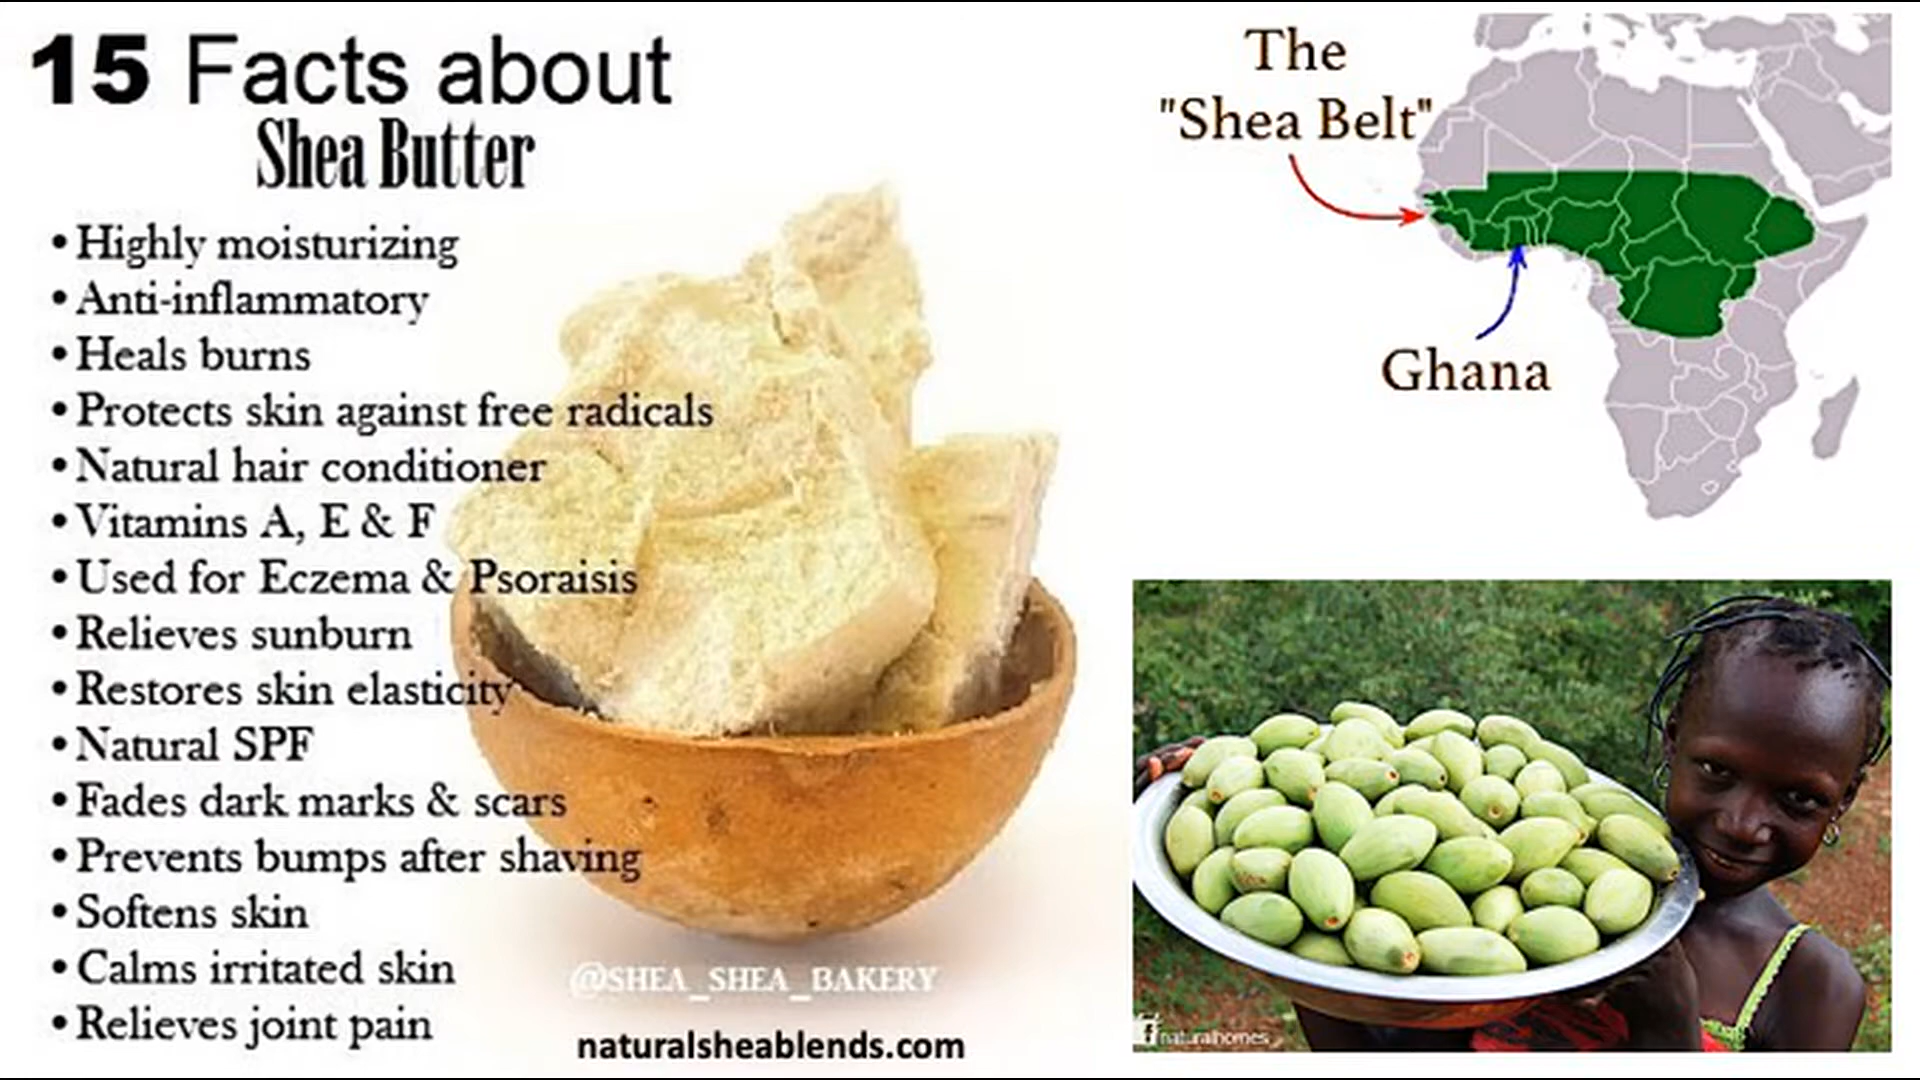 15 Facts about
Shea Butter
• Highly moisturizing
• Anti-inflammatory
• Heals burns
• Protects skin against free radicals
• Natural hair conditioner
• Vitamins A, E & F
• Used for Eczema & Psoraisis
• Relieves sunburn
• Restores skin elasticity
• Natural SPF
• Fades dark marks & scars
• Prevents bumps after shaving
• Softens skin
• Calms irritated skin
• Relieves joint pain
@SHEA_SHEA_BAKERY
naturalsheablends.com
The
"Shea Belt"
Ghana
f naturalhomes